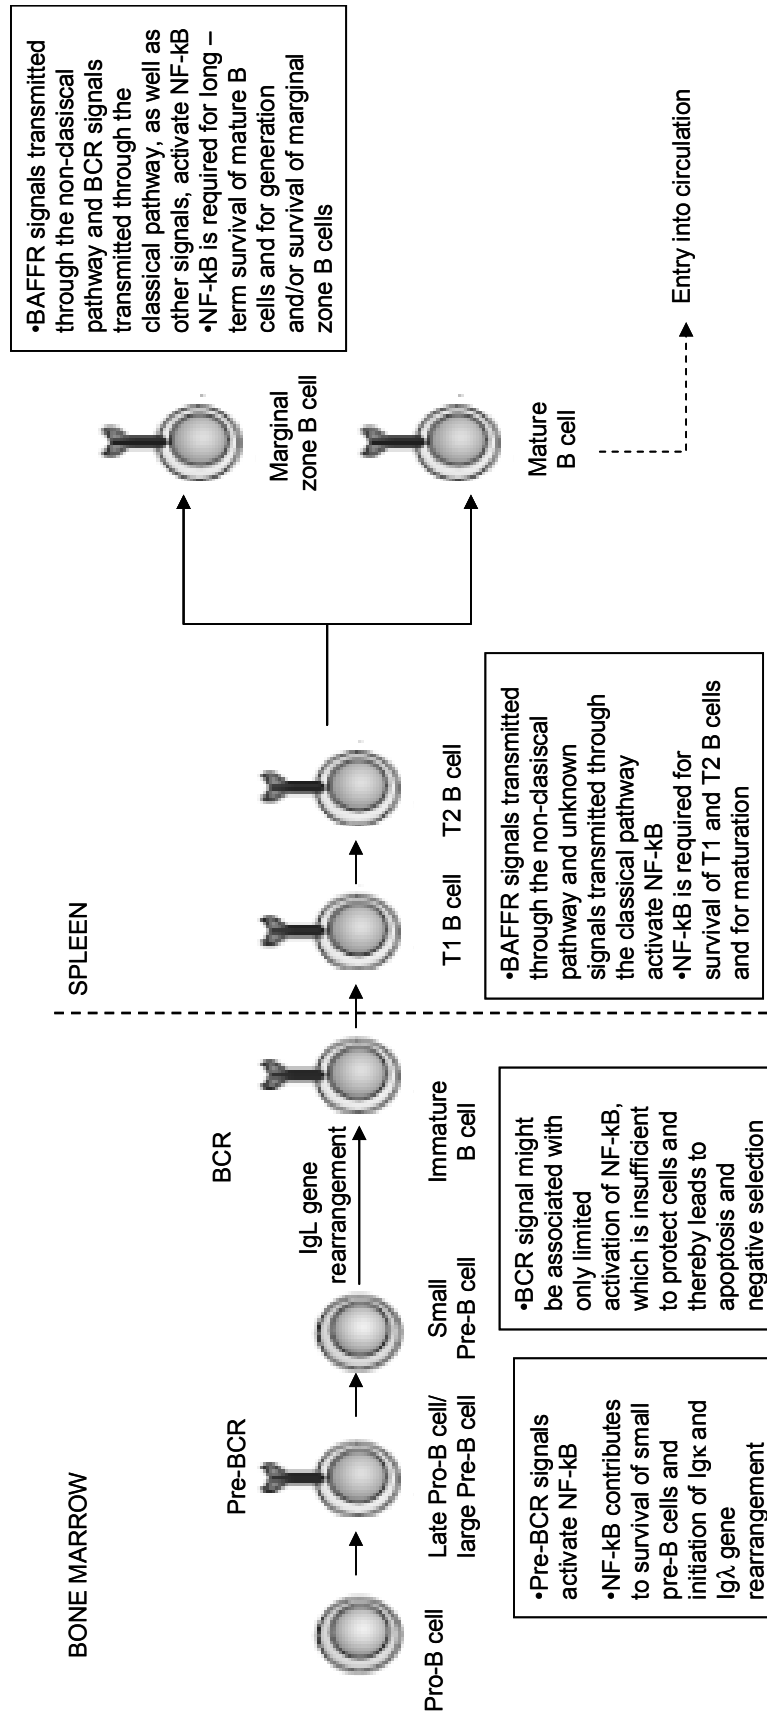 BONE MARROW
SPLEEN
Pre-BCR
BCR
IgL gene
rearrangement
Pro-B cell
Late Pro-B cell/
large Pre-B cell
Small
Pre-B cell
Immature
B cell
T1 B cell
T2 B cell
Marginal
zone B cell
Mature
B cell
Entry into circulation
•Pre-BCR signals
activate NF-kB
•NF-kB contributes
to survival of small
pre-B cells and
initiation of Igκ and
Igλ gene
rearrangement
•BCR signal might
be associated with
only limited
activation of NF-kB,
which is insufficient
to protect cells and
thereby leads to
apoptosis and
negative selection
•BAFFR signals transmitted
through the non-clasiscal
pathway and unknown
signals transmitted through
the classical pathway
activate NF-kB
•NF-kB is required for
survival of T1 and T2 B cells
and for maturation
•BAFFR signals transmitted
through the non-clasiscal
pathway and BCR signals
transmitted through the
classical pathway, as well as
other signals, activate NF-kB
•NF-kB is required for long –
term survival of mature B
cells and for generation
and/or survival of marginal
zone B cells